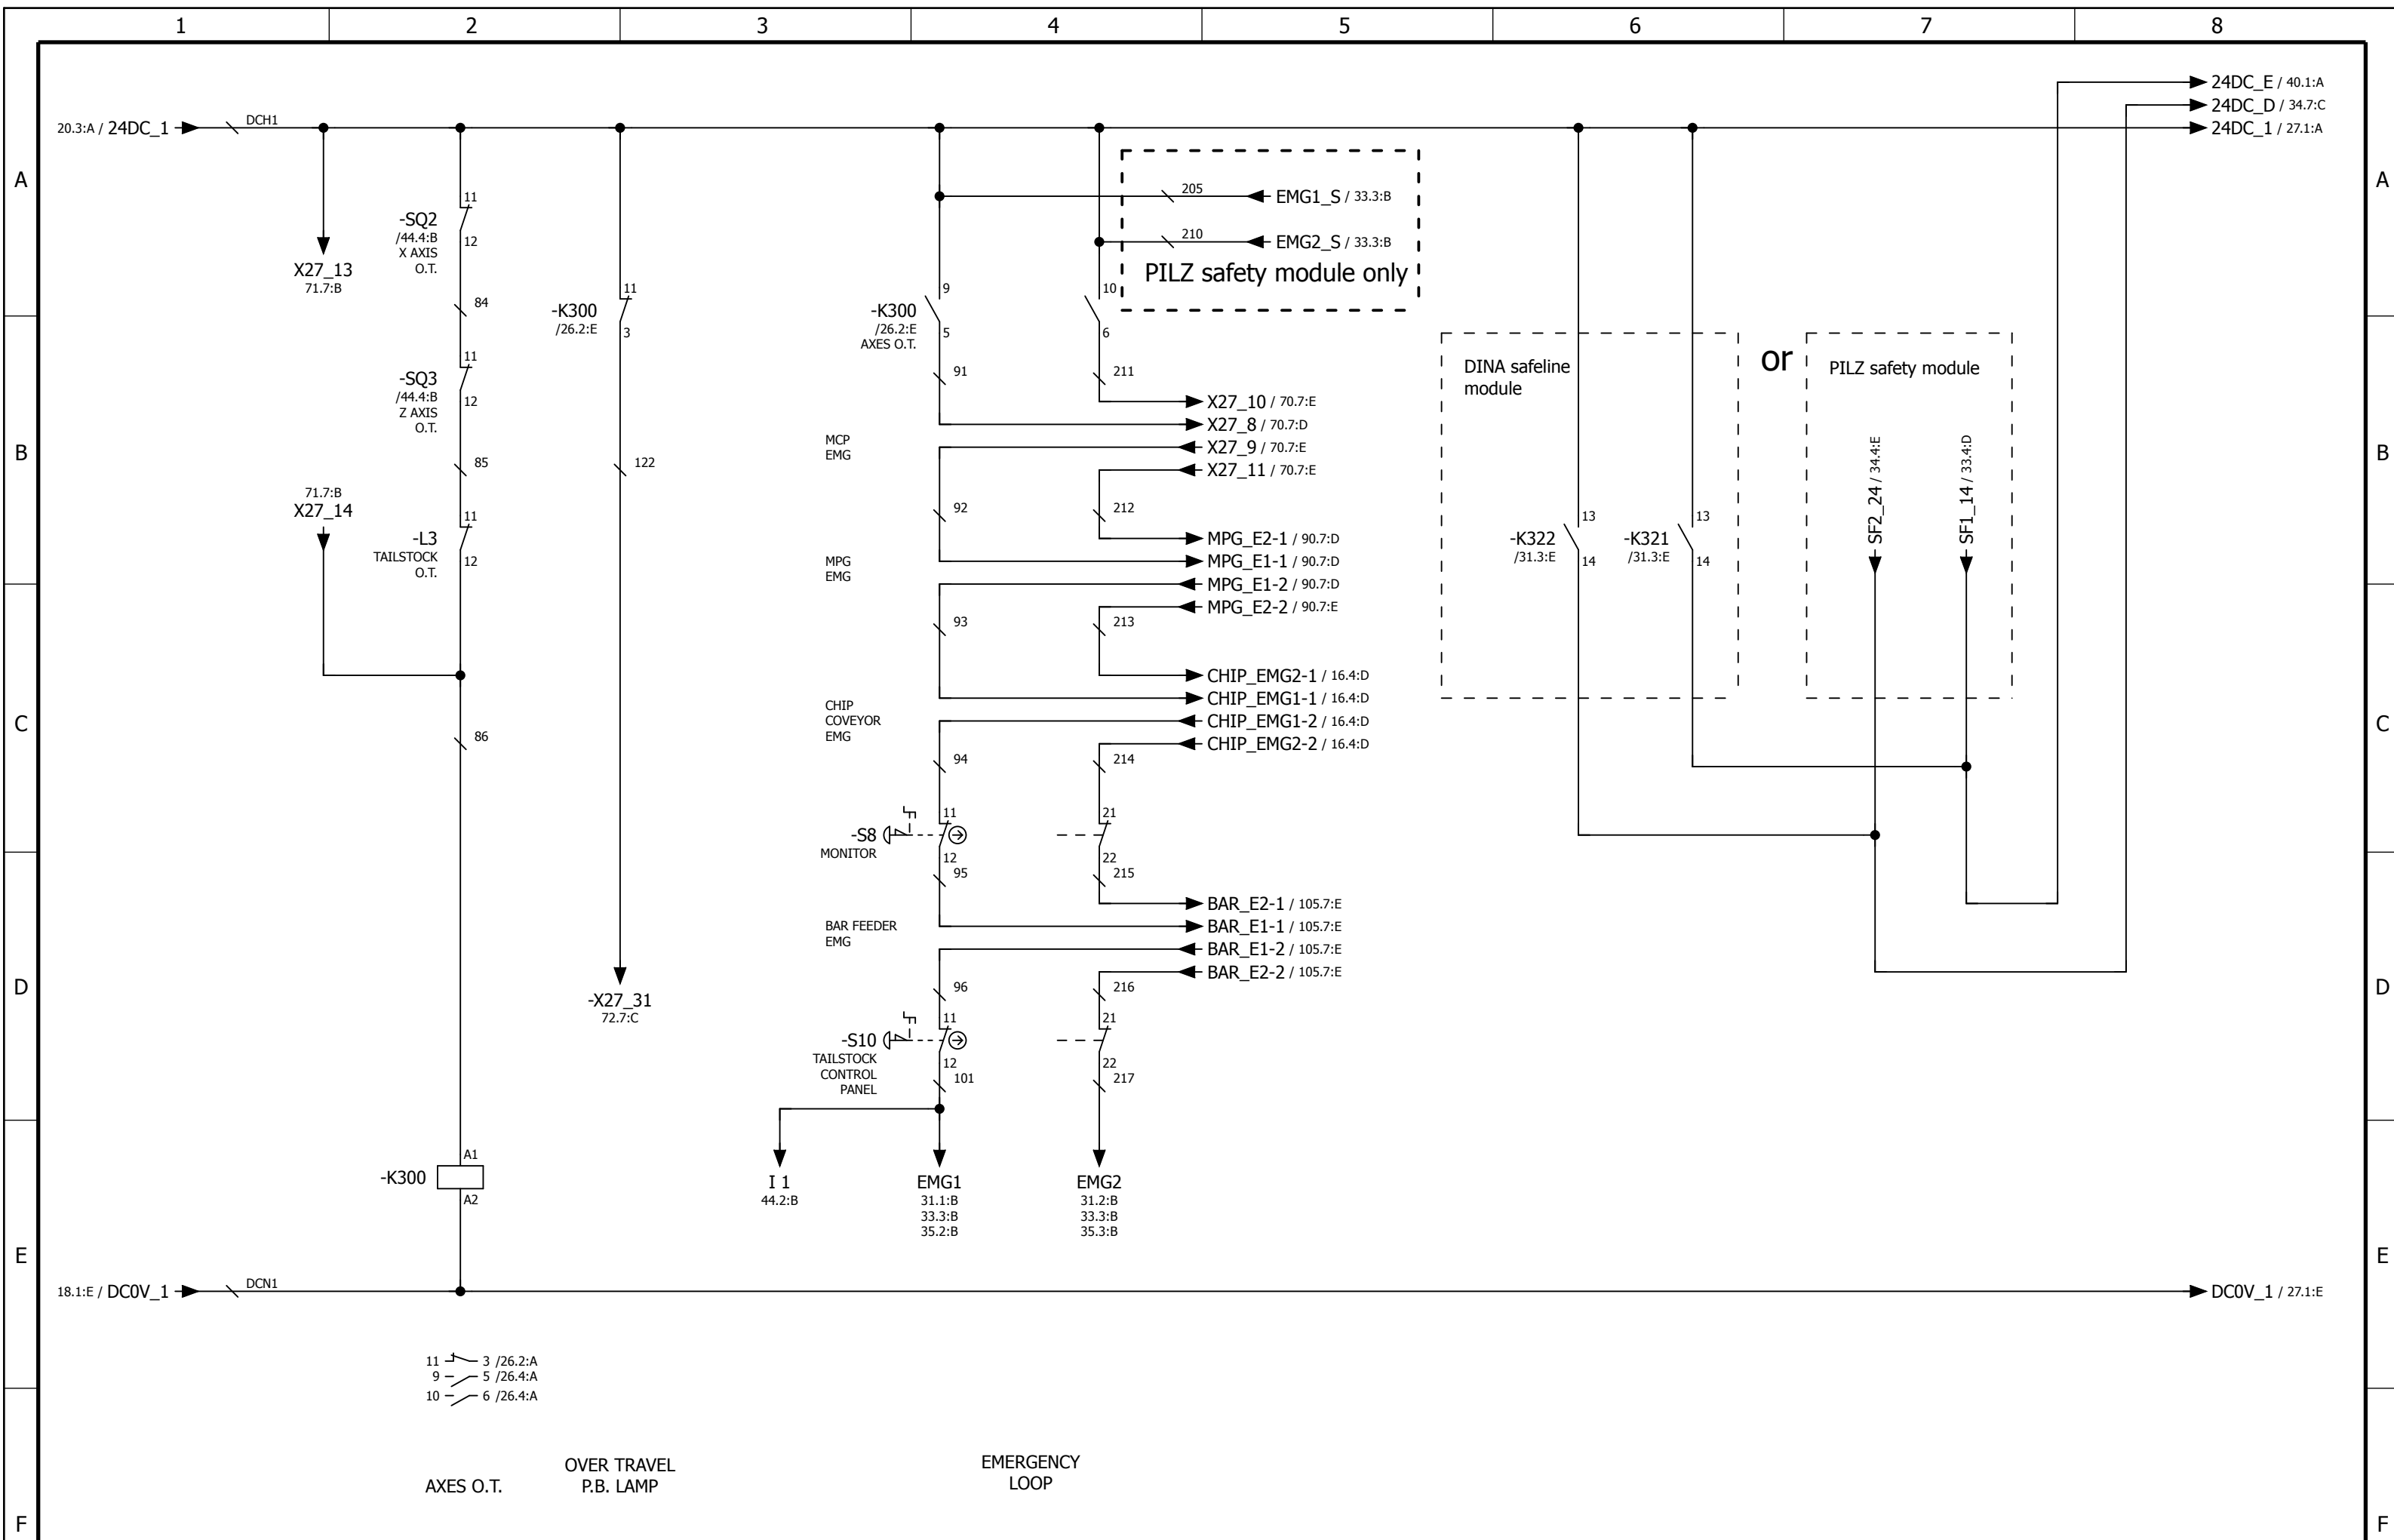 1 2 3 4 5 6 7 8
24DC_E / 40.1:A
24DC_D / 34.7:C
20.3:A / 24DC_1 DCH1
24DC_1 / 27.1:A
A A
205 EMG1_S / 33.3:B
210 EMG2_S / 33.3:B
PILZ safety module only
11
-SQ2
/44.4:B
X AXIS
O.T.
12
X27_13
71.7:B
84
11
-K300
/26.2:E
3
9
-K300
/26.2:E
AXES O.T.
5
10
6
91
211
11
-SQ3
/44.4:B
Z AXIS
O.T.
12
85
122
B B
71.7:B
X27_14
11
-L3
TAILSTOCK
O.T.
12
X27_10 / 70.7:E
X27_8 / 70.7:D
MCP
EMG
X27_9 / 70.7:E
X27_11 / 70.7:E
92
212
MPG_E2-1 / 90.7:D
MPG_E1-1 / 90.7:D
MPG
EMG
MPG_E1-2 / 90.7:D
MPG_E2-2 / 90.7:E
93
213
CHIP_EMG2-1 / 16.4:D
CHIP_EMG1-1 / 16.4:D
CHIP
COVEYOR
EMG
CHIP_EMG1-2 / 16.4:D
CHIP_EMG2-2 / 16.4:D
DINA safeline
module
or
PILZ safety module
SF2_24 / 34.4:E
SF1_14 / 33.4:D
13
-K322
/31.3:E
14
13
-K321
/31.3:E
14
C C
86
94
214
11
-S8
MONITOR
12
21
22
95
215
BAR_E2-1 / 105.7:E
BAR_E1-1 / 105.7:E
BAR FEEDER
EMG
BAR_E1-2 / 105.7:E
BAR_E2-2 / 105.7:E
D D
-X27_31
72.7:C
96
216
11
-S10
TAILSTOCK
CONTROL
PANEL
12
21
22
101
217
A1
-K300
A2
I 1
44.2:B
EMG1
31.1:B
33.3:B
35.2:B
EMG2
31.2:B
33.3:B
35.3:B
E E
18.1:E / DC0V_1 DCN1
DC0V_1 / 27.1:E
11 3 /26.2:A
9 5 /26.4:A
10 6 /26.4:A
AXES O.T.
OVER TRAVEL
P.B. LAMP
EMERGENCY
LOOP
F F